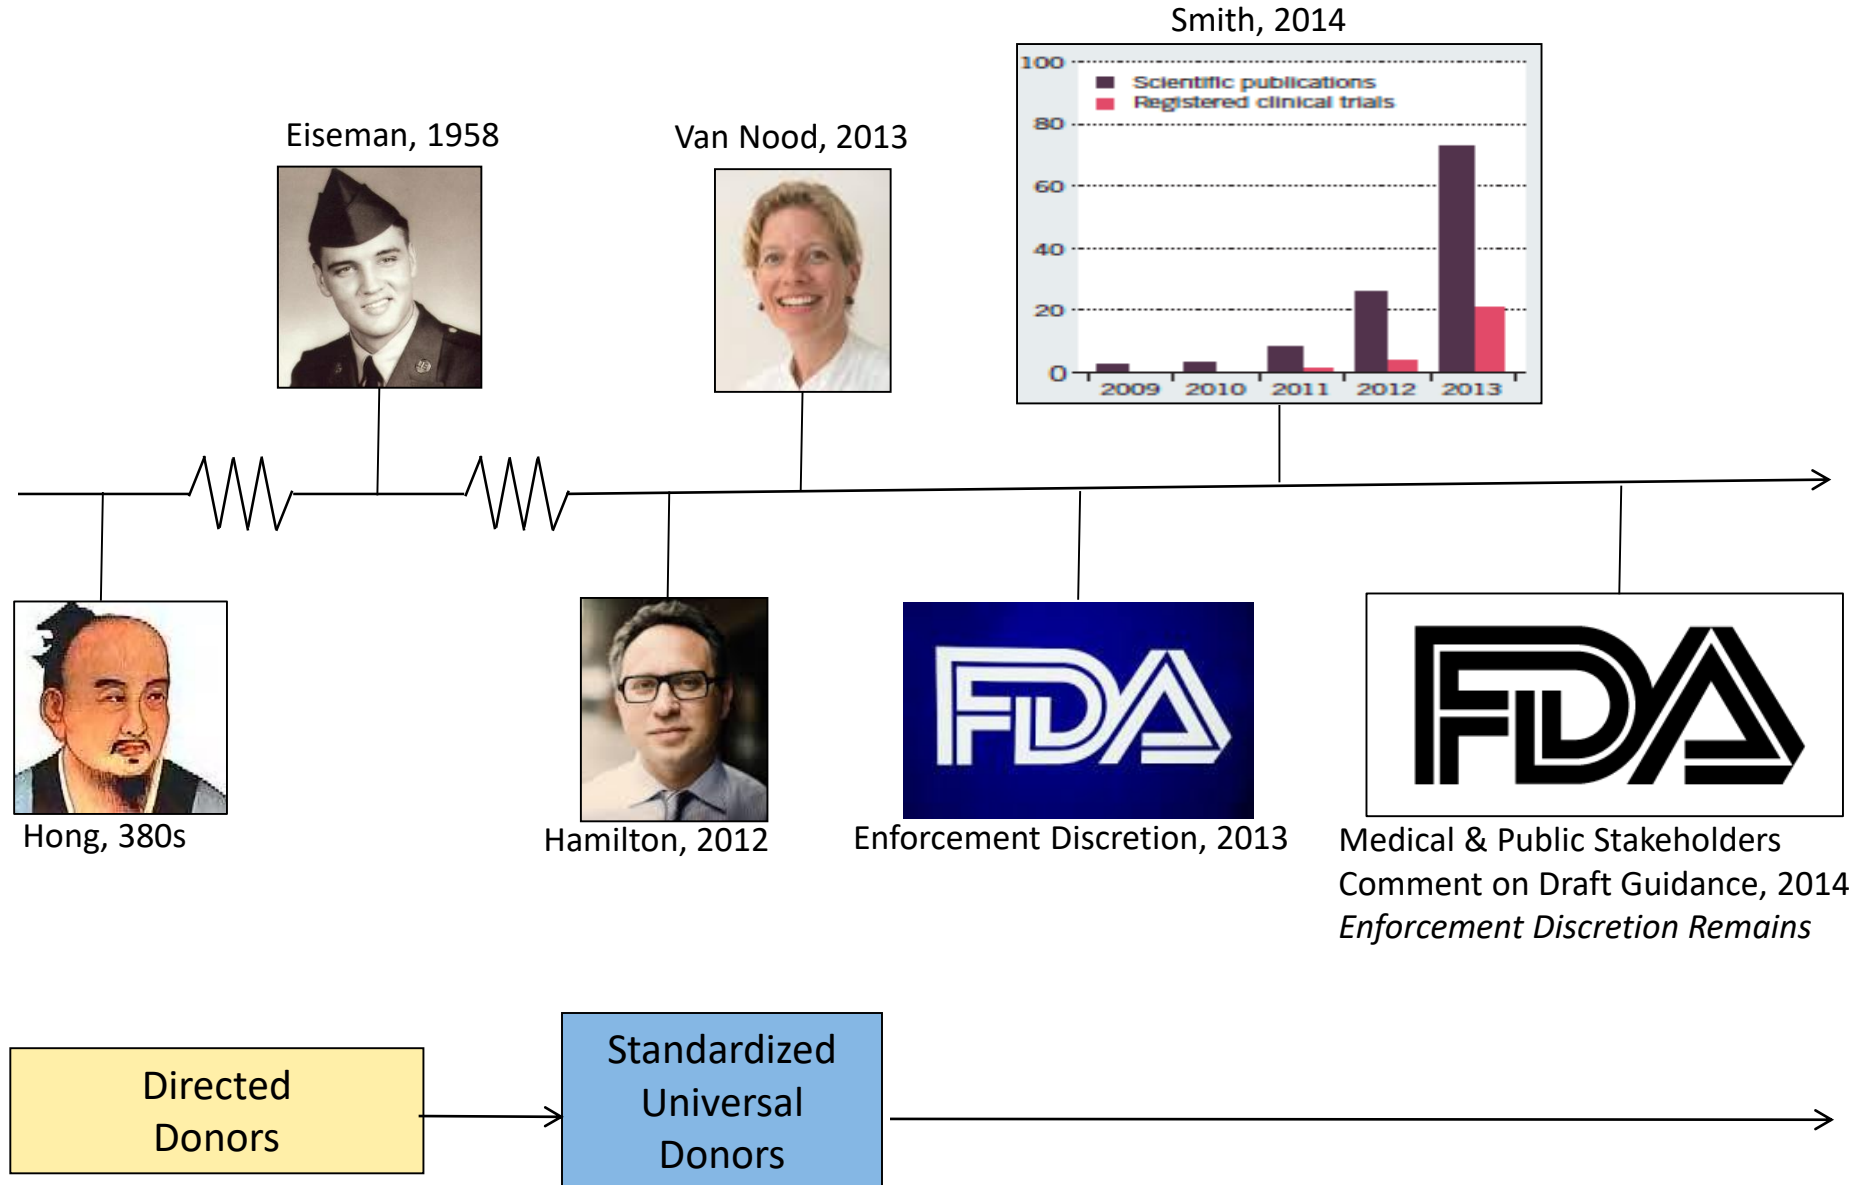 Smith, 2014
100
Scientific publications
Registered clinical trials
80
60
40
20
0
2009 2010 2011 2012 2013
Eiseman, 1958
Van Nood, 2013
Hong, 380s
Hamilton, 2012
FDA
Enforcement Discretion, 2013
FDA
Medical & Public Stakeholders
Comment on Draft Guidance, 2014
Enforcement Discretion Remains
Directed
Donors
Standardized
Universal
Donors